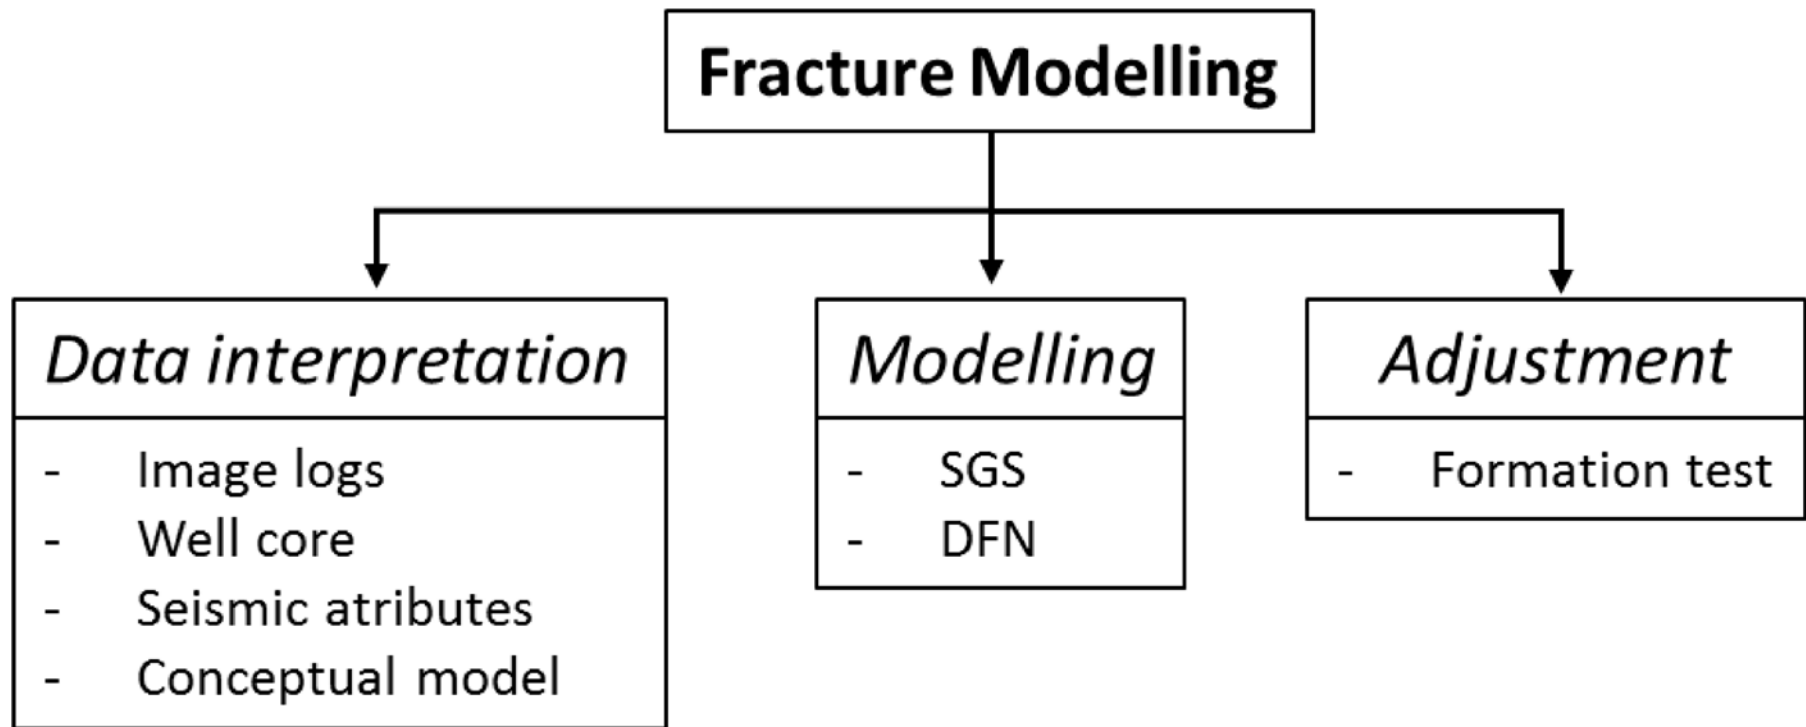 Fracture Modelling
Data interpretation
- Image logs
- Well core
- Seismic atributes
- Conceptual model
Modelling
- SGS
- DFN
Adjustment
- Formation test